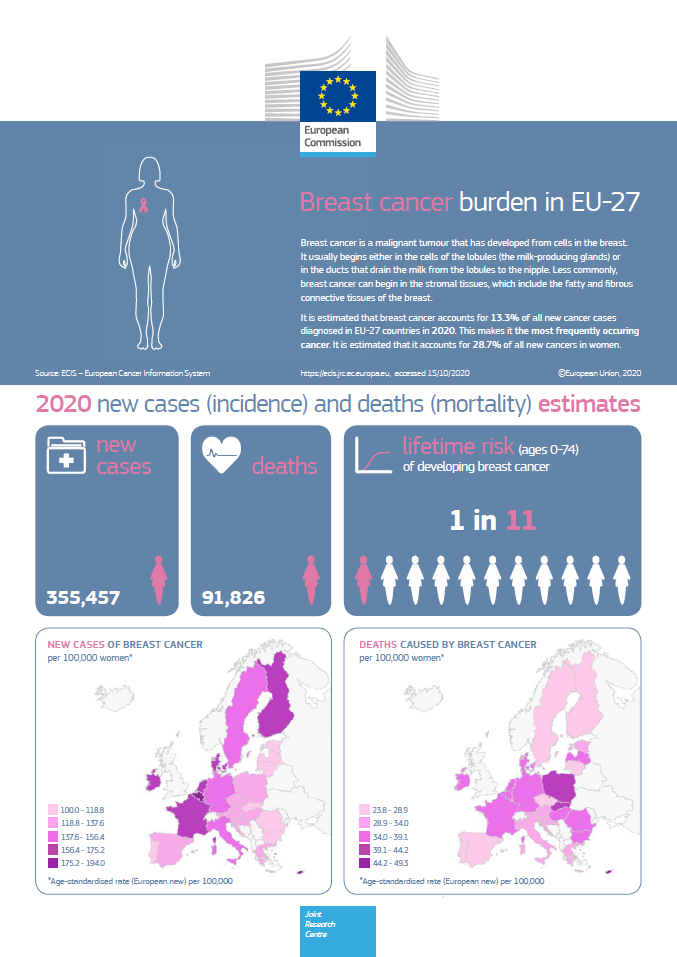 European
Commission
Breast cancer burden in EU-27
Breast cancer is a malignant tumour that has developed from cells in the breast.
It usually begins either in the cells of the lobules (the milk-producing glands) or
in the ducts that drain the milk from the lobules to the nipple. Less commonly,
breast cancer can begin in the stromal tissues, which include the fatty and fibrous
connective tissues of the breast.
It is estimated that breast cancer accounts for 13.3% of all new cancer cases
diagnosed in EU-27 countries in 2020. This makes it the most frequently occuring
cancer. It is estimated that it accounts for 28.7% of all new cancers in women.
Source: ECIS – European Cancer Information System
https://ecis.jrc.ec.europa.eu, accessed 15/10/2020
©European Union, 2020
2020 new cases (incidence) and deaths (mortality) estimates
new
cases
355,457
deaths
91,826
lifetime risk (ages 0-74)
of developing breast cancer
1 in 11
NEW CASES OF BREAST CANCER
per 100,000 women*
100.0 - 118.8
118.8 - 137.6
137.6 - 156.4
156.4 - 175.2
175.2 - 194.0
*Age-standardised rate (European new) per 100,000
DEATHS CAUSED BY BREAST CANCER
per 100,000 women*
23.8 - 28.9
28.9 - 34.0
34.0 - 39.1
39.1 - 44.2
44.2 - 49.3
*Age-standardised rate (European new) per 100,000
Joint
Research
Centre